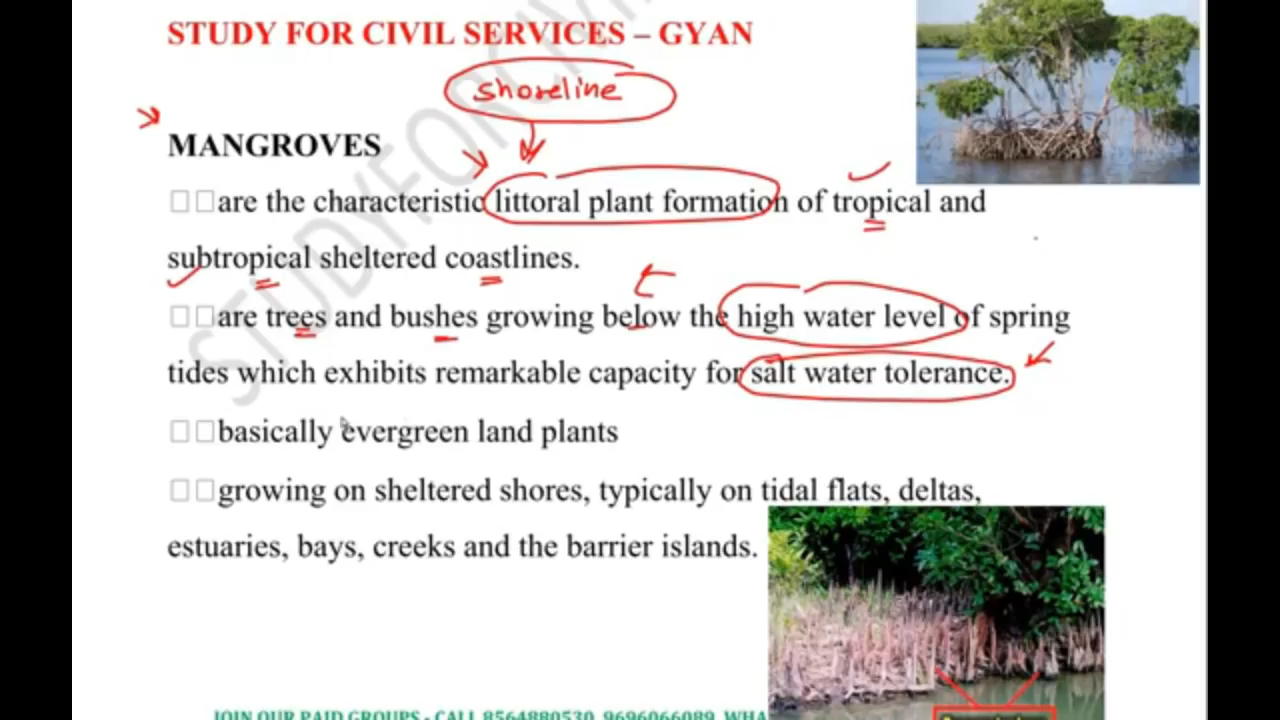 STUDY FOR CIVIL SERVICES – GYAN
shoreline
MANGROVES
are the characteristic littoral plant formation of tropical and
subtropical sheltered coastlines.
are trees and bushes growing below the high water level of spring
tides which exhibits remarkable capacity for salt water tolerance.
basically evergreen land plants
growing on sheltered shores, typically on tidal flats, deltas,
estuaries, bays, creeks and the barrier islands.
JOIN OUR PAID GROUPS - CALL 8564880530, 9696066089, WHA